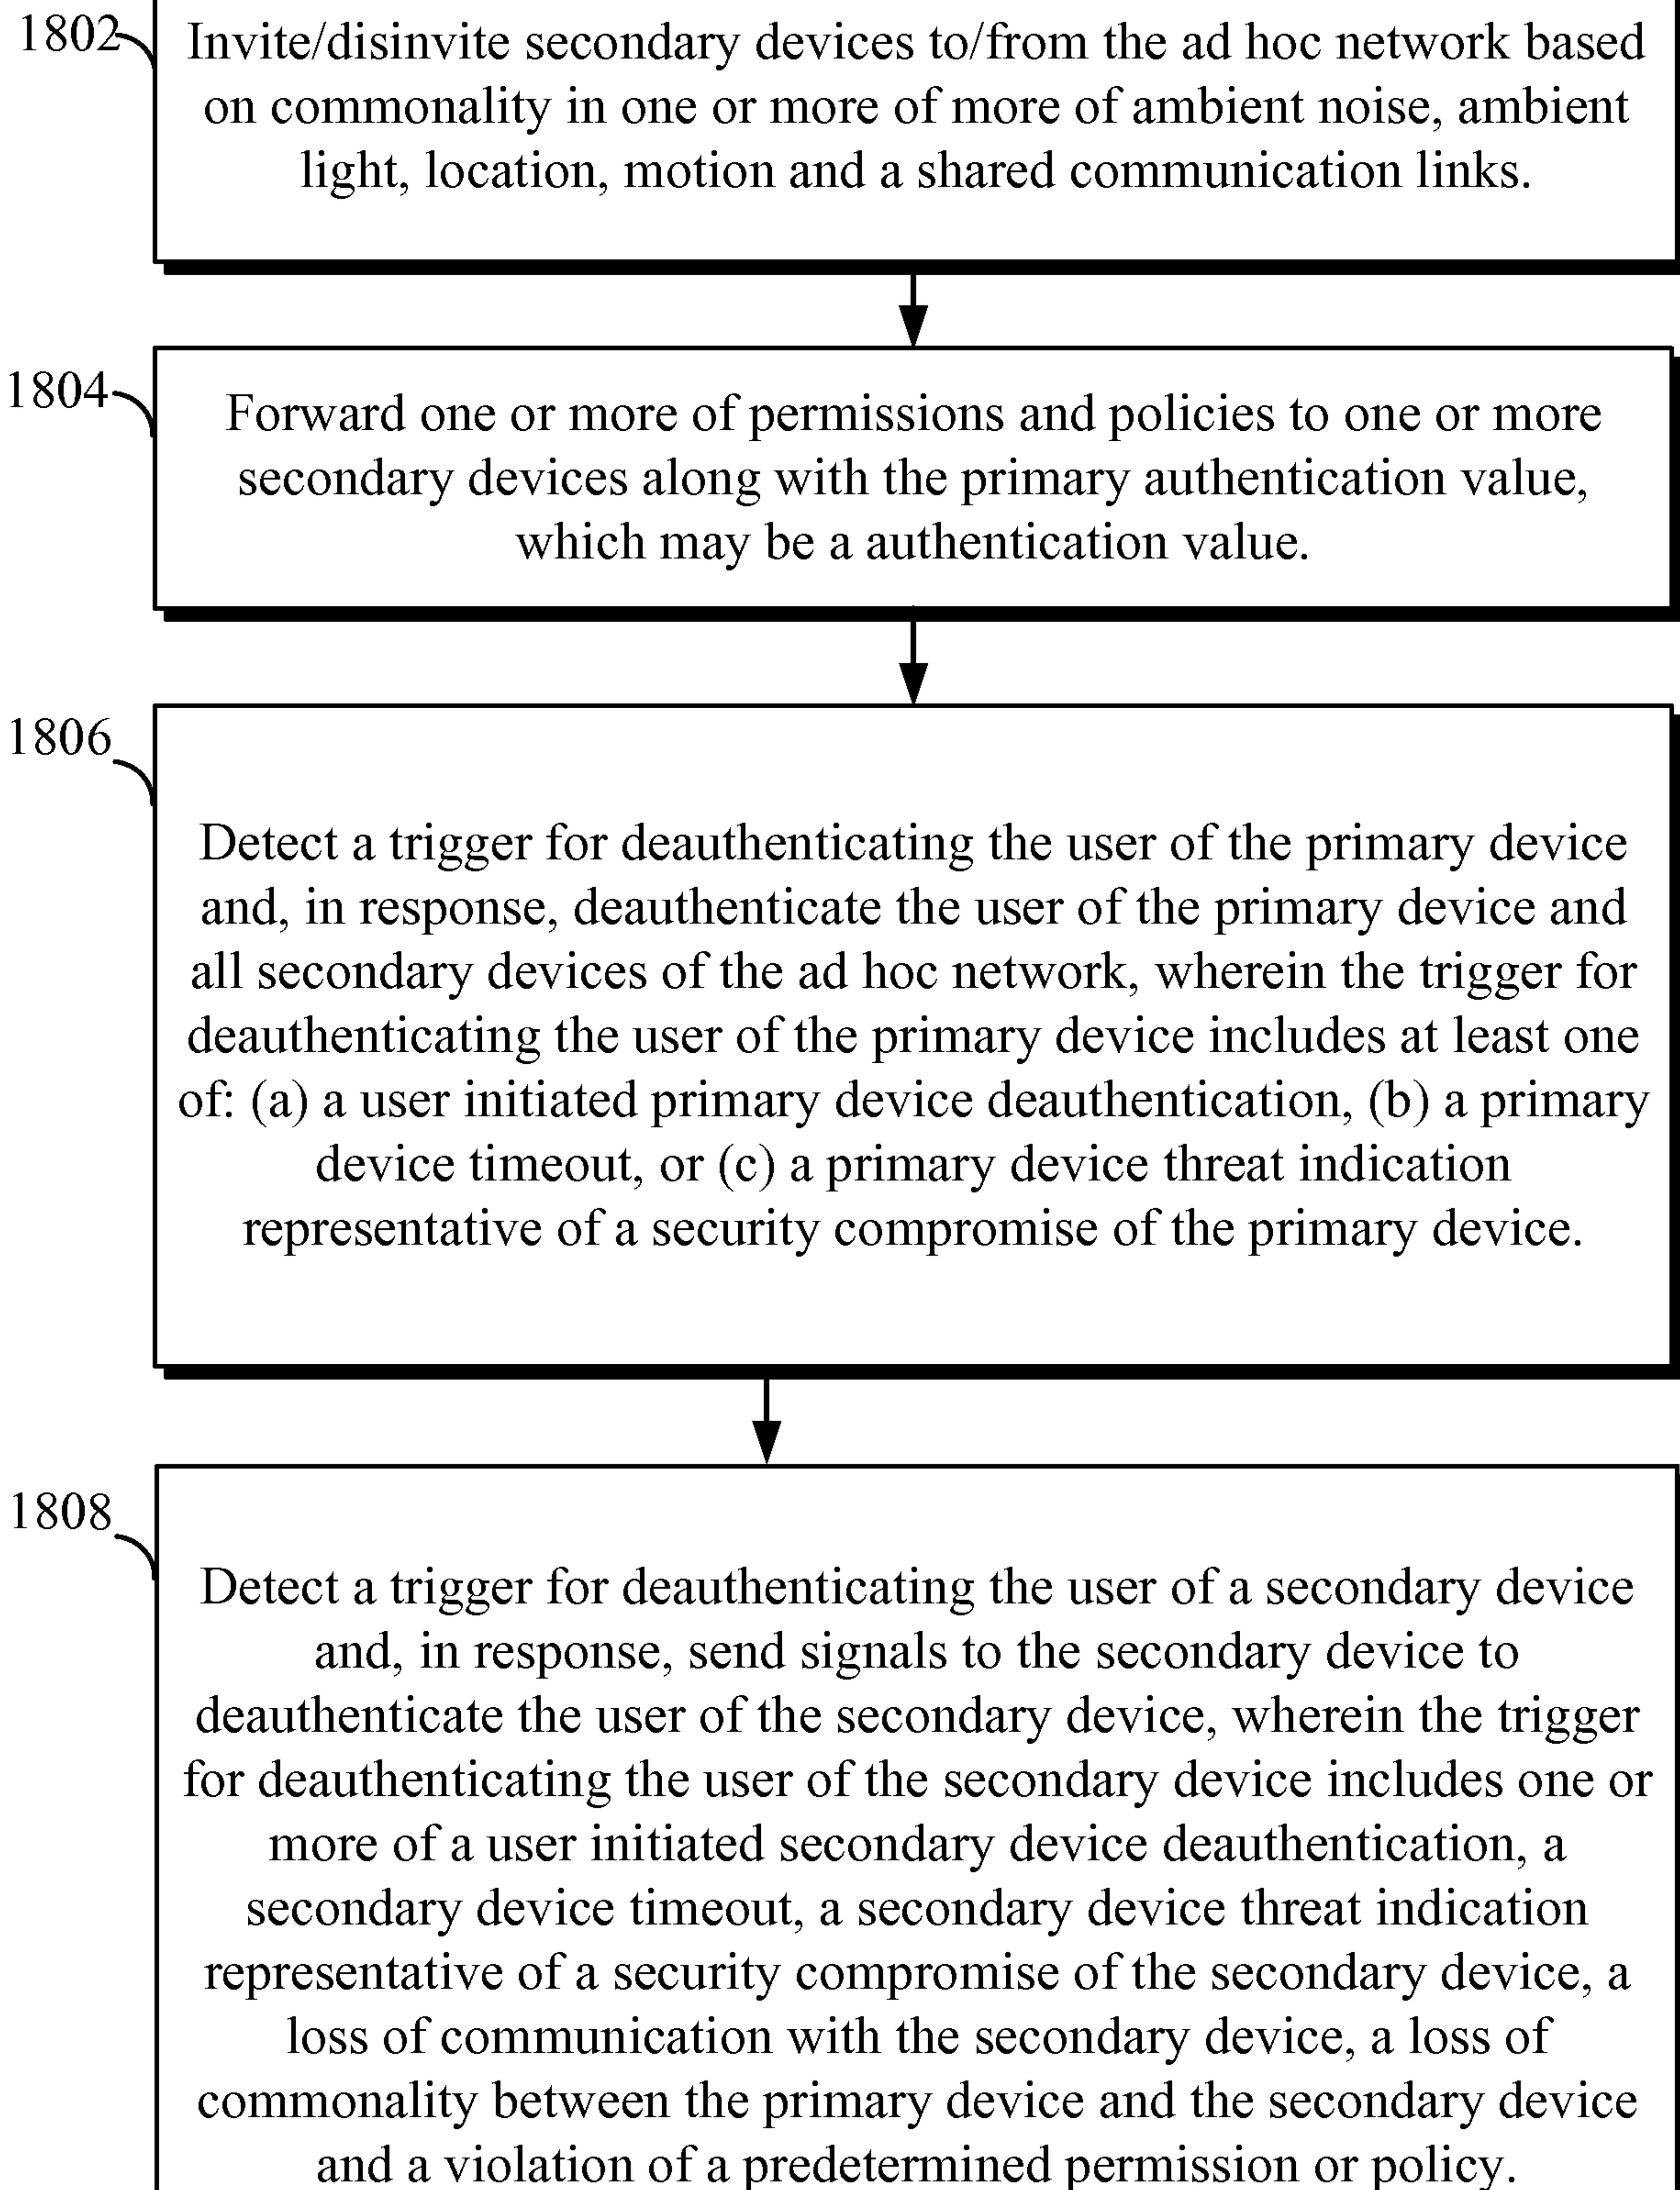 1802
Invite/disinvite secondary devices to/from the ad hoc network based
on commonality in one or more of more of ambient noise, ambient
light, location, motion and a shared communication links.
1804
Forward one or more of permissions and policies to one or more
secondary devices along with the primary authentication value,
which may be a authentication value.
1806
Detect a trigger for deauthenticating the user of the primary device
and, in response, deauthenticate the user of the primary device and
all secondary devices of the ad hoc network, wherein the trigger for
deauthenticating the user of the primary device includes at least one
of: (a) a user initiated primary device deauthentication, (b) a primary
device timeout, or (c) a primary device threat indication
representative of a security compromise of the primary device.
1808
Detect a trigger for deauthenticating the user of a secondary device
and, in response, send signals to the secondary device to
deauthenticate the user of the secondary device, wherein the trigger
for deauthenticating the user of the secondary device includes one or
more of a user initiated secondary device deauthentication, a
secondary device timeout, a secondary device threat indication
representative of a security compromise of the secondary device, a
loss of communication with the secondary device, a loss of
commonality between the primary device and the secondary device
and a violation of a predetermined permission or policy.